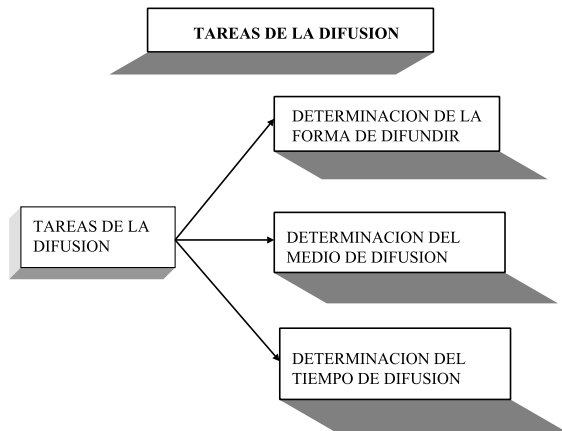 TAREAS DE LA DIFUSION
DETERMINACION DE LA
FORMA DE DIFUNDIR
TAREAS DE LA
DIFUSION
DETERMINACION DEL
MEDIO DE DIFUSION
DETERMINACION DEL
TIEMPO DE DIFUSION